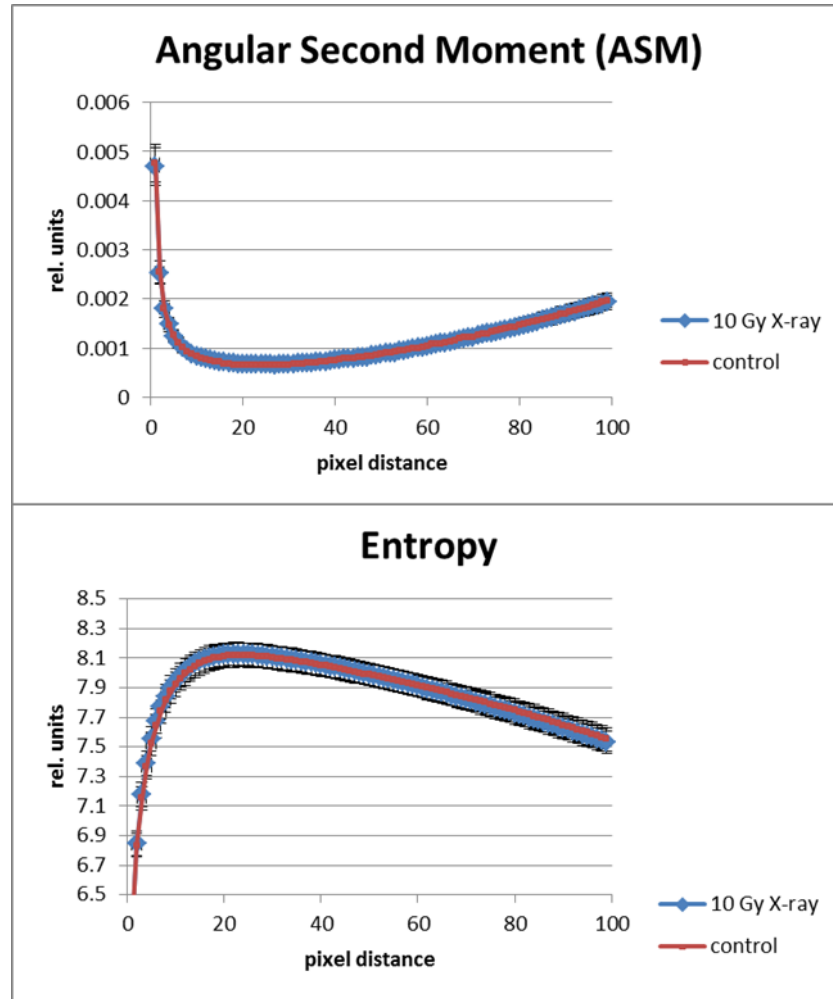 Angular Second Moment (ASM)
0.006
0.005
0.004
0.003
0.002
0.001
0
rel. units
0 20 40 60 80 100
pixel distance
10 Gy X-ray
control
Entropy
8.5
8.3
8.1
7.9
7.7
7.5
7.3
7.1
6.9
6.7
6.5
rel. units
0 20 40 60 80 100
pixel distance
10 Gy X-ray
control